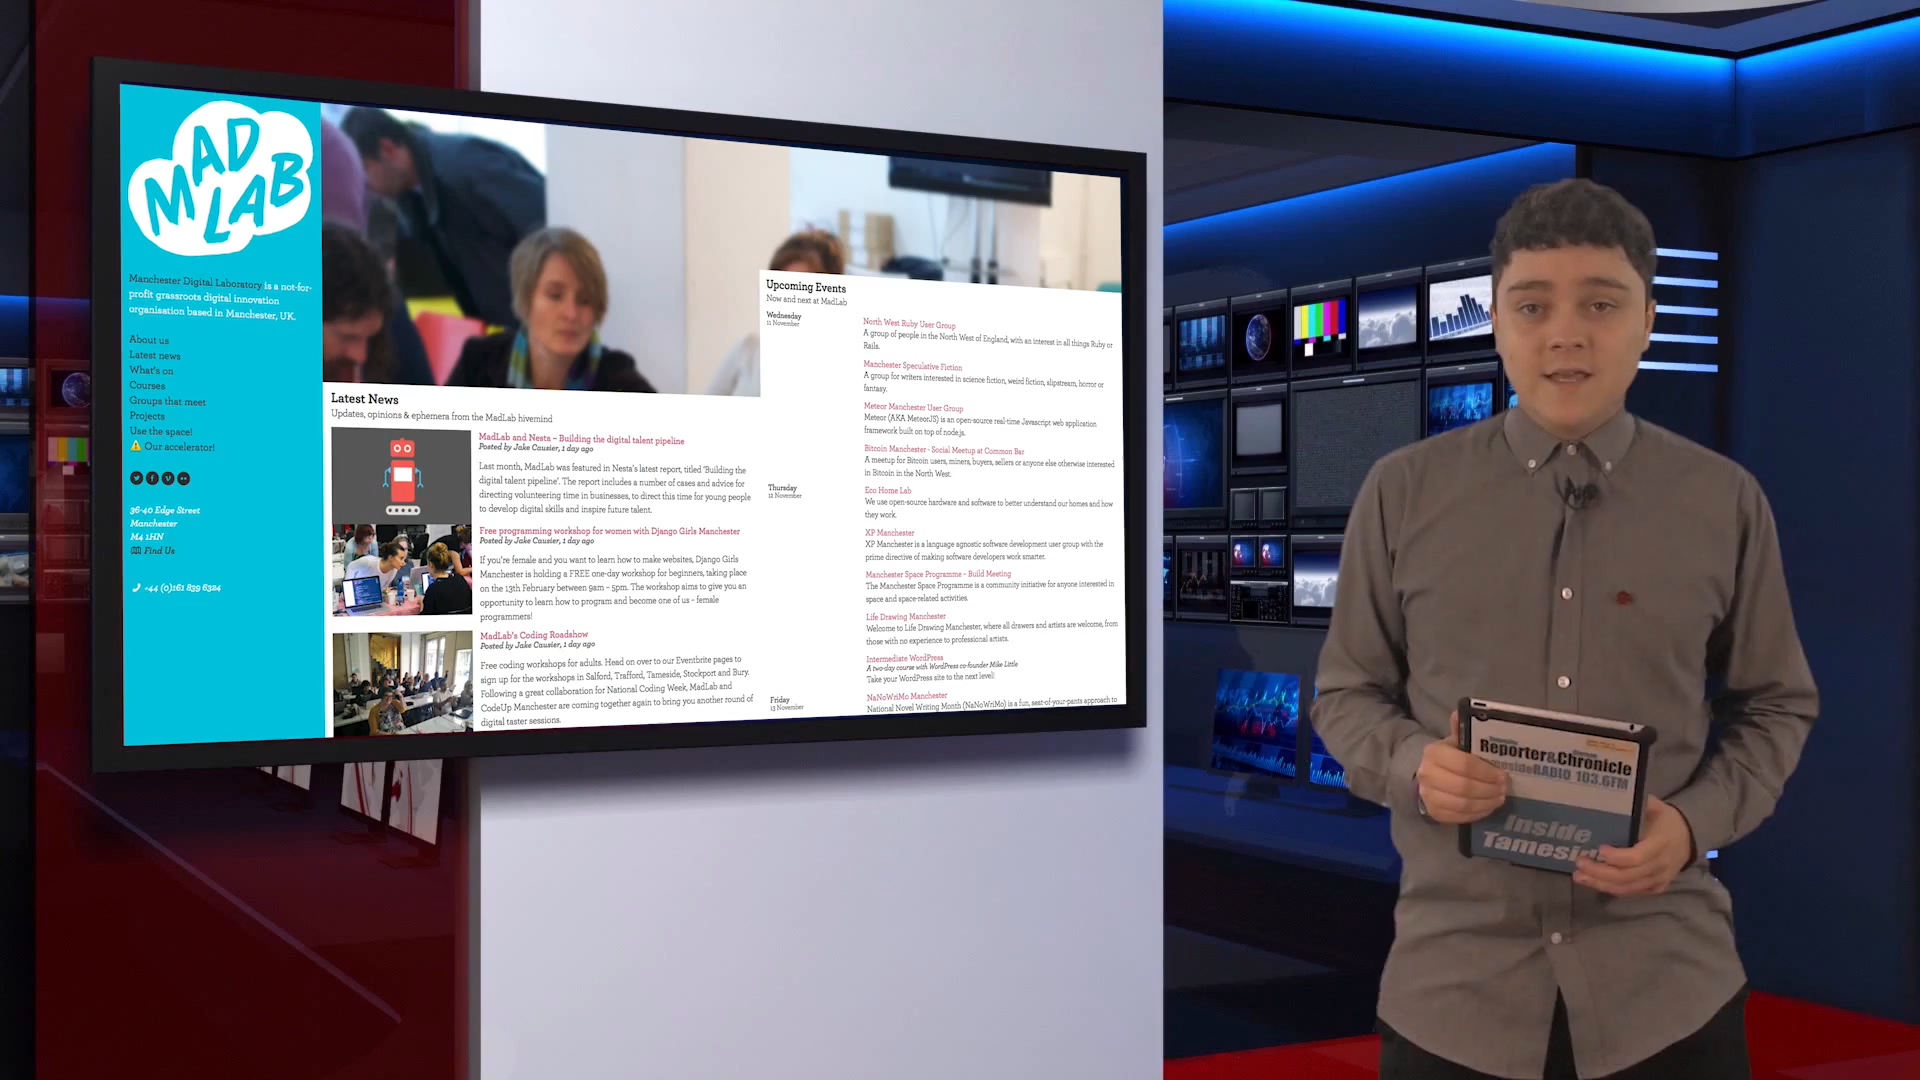 MAD
LAB
Manchester Digital Laboratory is a not-for-
profit grassroots digital innovation
organisation based in Manchester, UK.
About us
Latest news
What's on
Courses
Groups that meet
Projects
Use the space!
Our accelerator!
36-40 Edge Street
Manchester
M4 1HN
Find Us
+44 (0)161 839 6324
Latest News
Updates, opinions & ephemera from the MadLab hivemind
MadLab and Nesta – Building the digital talent pipeline
Posted by Jake Causier, 1 day ago
Last month, MadLab was featured in Nesta's latest report, titled 'Building the
digital talent pipeline'. The report includes a number of cases and advice for
directing volunteering time in businesses, to direct this time for young people
to develop digital skills and inspire future talent.
Free programming workshop for women with Django Girls Manchester
Posted by Jake Causier, 1 day ago
If you're female and you want to learn how to make websites, Django Girls
Manchester is holding a FREE one-day workshop for beginners, taking place
on the 13th February between 9am – 5pm. The workshop aims to give you an
opportunity to learn how to program and become one of us – female
programmers!
MadLab's Coding Roadshow
Posted by Jake Causier, 1 day ago
Free coding workshops for adults. Head on over to our Eventbrite pages to
sign up for the workshops in Salford, Trafford, Tameside, Stockport and Bury.
Following a great collaboration for National Coding Week, MadLab and
CodeUp Manchester are coming together again to bring you another round of
digital taster sessions.
Upcoming Events
Now and next at MadLab
Wednesday
11 November
North West Ruby User Group
A group of people in the North West of England, with an interest in all things Ruby or
Rails.
Manchester Speculative Fiction
A group for writers interested in science fiction, weird fiction, slipstream, horror or
fantasy.
Meteor Manchester User Group
Meteor (AKA MeteorJS) is an open-source real-time Javascript web application
framework built on top of node.js.
Bitcoin Manchester - Social Meetup at Common Bar
A meetup for Bitcoin users, miners, buyers, sellers or anyone else otherwise interested
in Bitcoin in the North West.
Thursday
12 November
Eco Home Lab
We use open-source hardware and software to better understand our homes and how
they work.
XP Manchester
XP Manchester is a language agnostic software development user group with the
prime directive of making software developers work smarter.
Manchester Space Programme – Build Meeting
The Manchester Space Programme is a community initiative for anyone interested in
space and space-related activities.
Life Drawing Manchester
Welcome to Life Drawing Manchester, where all drawers and artists are welcome, from
those with no experience to professional artists.
Intermediate WordPress
A two-day course with WordPress co-founder Mike Little
Take your WordPress site to the next level!
Friday
13 November
NaNoWriMo Manchester
National Novel Writing Month (NaNoWriMo) is a fun, seat-of-your-pants approach to
Reporter&Chronicle
TamesideRADIO 103.6FM
Inside
Tameside